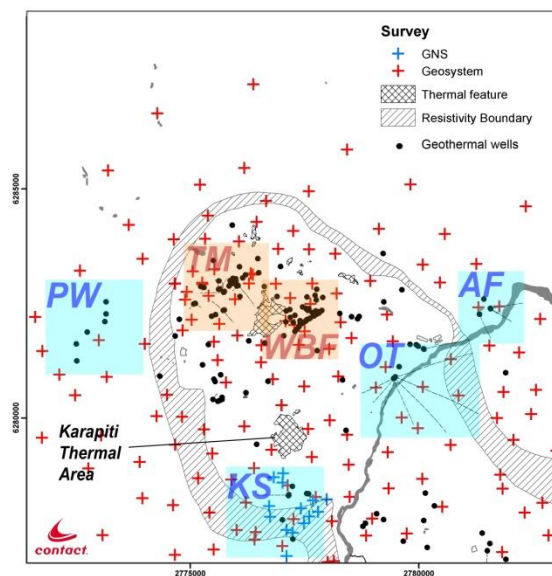 Survey
GNS
Geosystem
Thermal feature
Resistivity Boundary
Geothermal wells
6285000
TM
PW
AF
WBF
OT
6280000
Karapiti
Thermal
Area
KS
contact
2775000
2780000